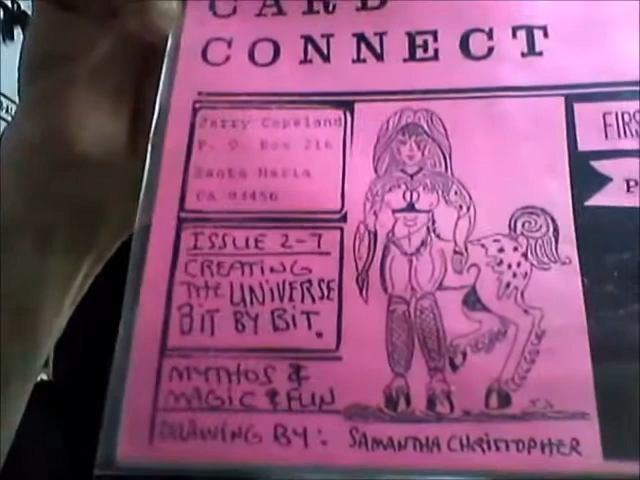 CARD
CONNECT
Jerry Copeland
P. O. Box 216
Santa Maria
CA 93456
ISSUE 2-7
CREATING
THE UNIVERSE
BIT BY BIT.
MYTHOS &
MAGIC & FUN
DRAWING BY: SAMANTHA CHRISTOPHER
FIRS
P